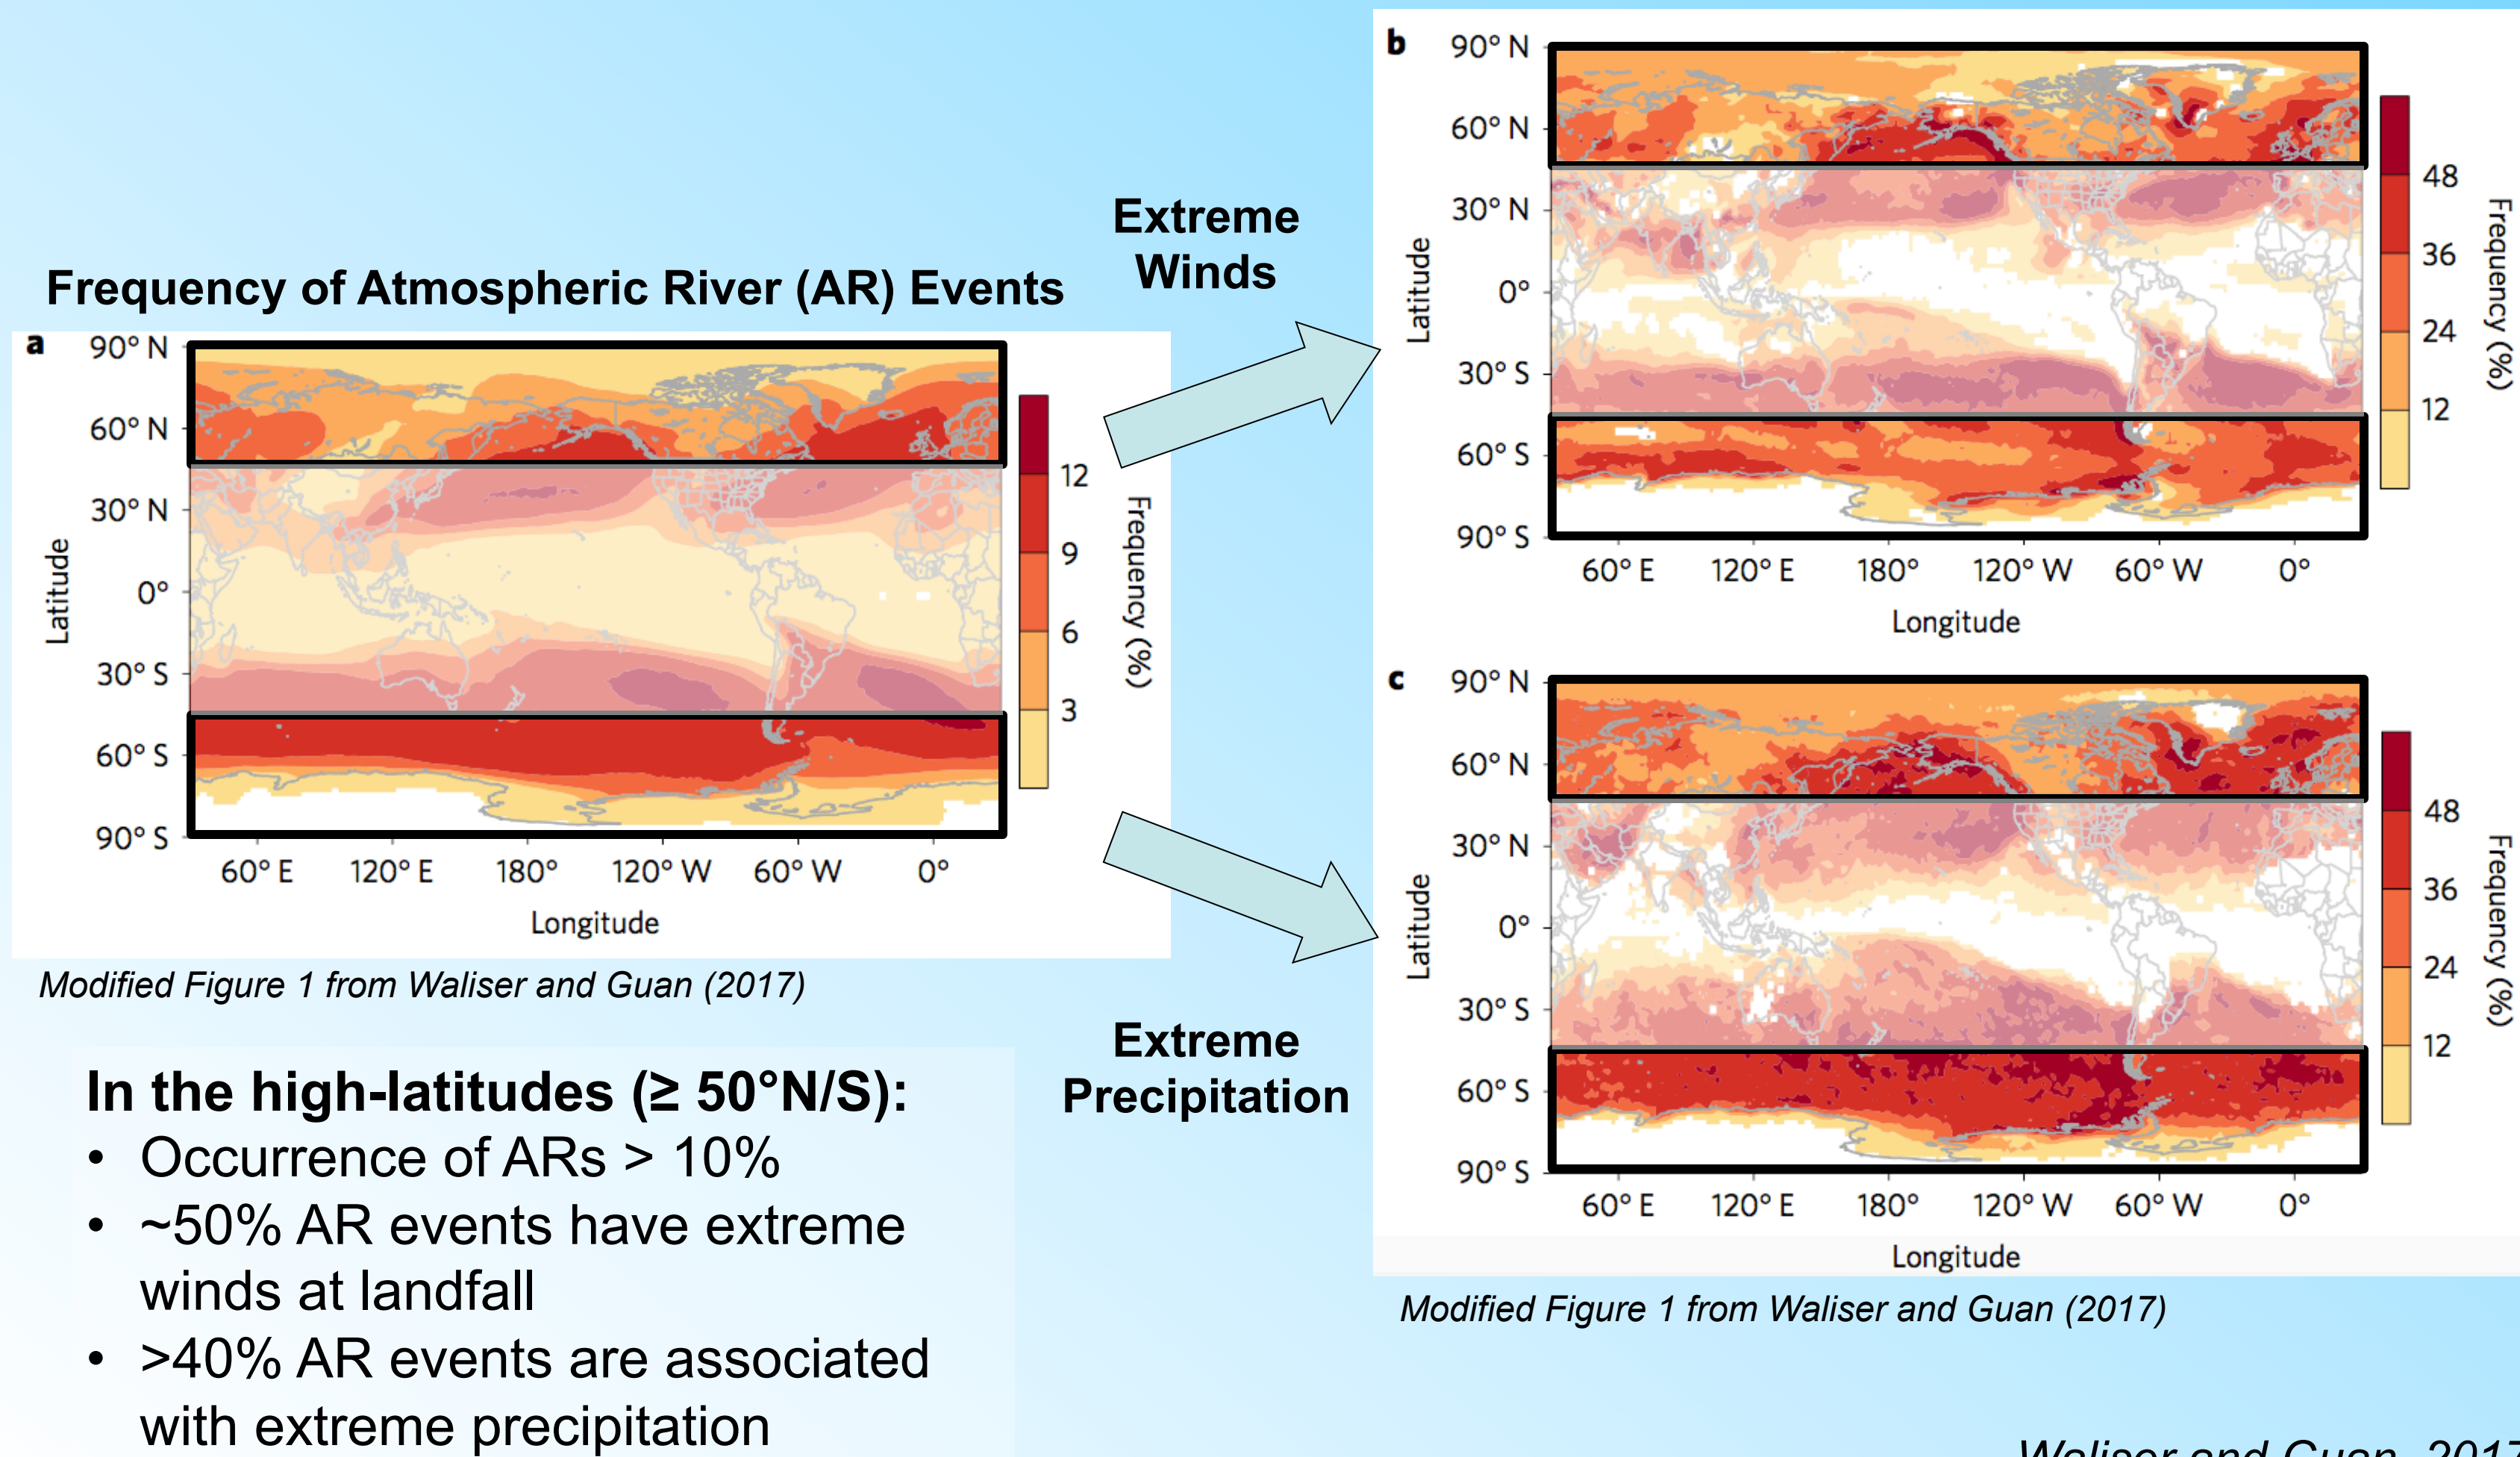 Frequency of Atmospheric River (AR) Events
a
90° N
60° N
30° N
0°
30° S
60° S
90° S
Latitude
60° E 120° E 180° 120° W 60° W 0°
Longitude
12
9
6
3
Frequency (%)
Modified Figure 1 from Waliser and Guan (2017)
Extreme
Winds
b
90° N
60° N
30° N
0°
30° S
60° S
90° S
Latitude
60° E 120° E 180° 120° W 60° W 0°
Longitude
48
36
24
12
Frequency (%)
Extreme
Precipitation
c
90° N
60° N
30° N
0°
30° S
60° S
90° S
Latitude
60° E 120° E 180° 120° W 60° W 0°
Longitude
48
36
24
12
Frequency (%)
Modified Figure 1 from Waliser and Guan (2017)
In the high-latitudes (≥ 50°N/S):
• Occurrence of ARs > 10%
• ~50% AR events have extreme
winds at landfall
• >40% AR events are associated
with extreme precipitation
Waliser and Guan, 2017